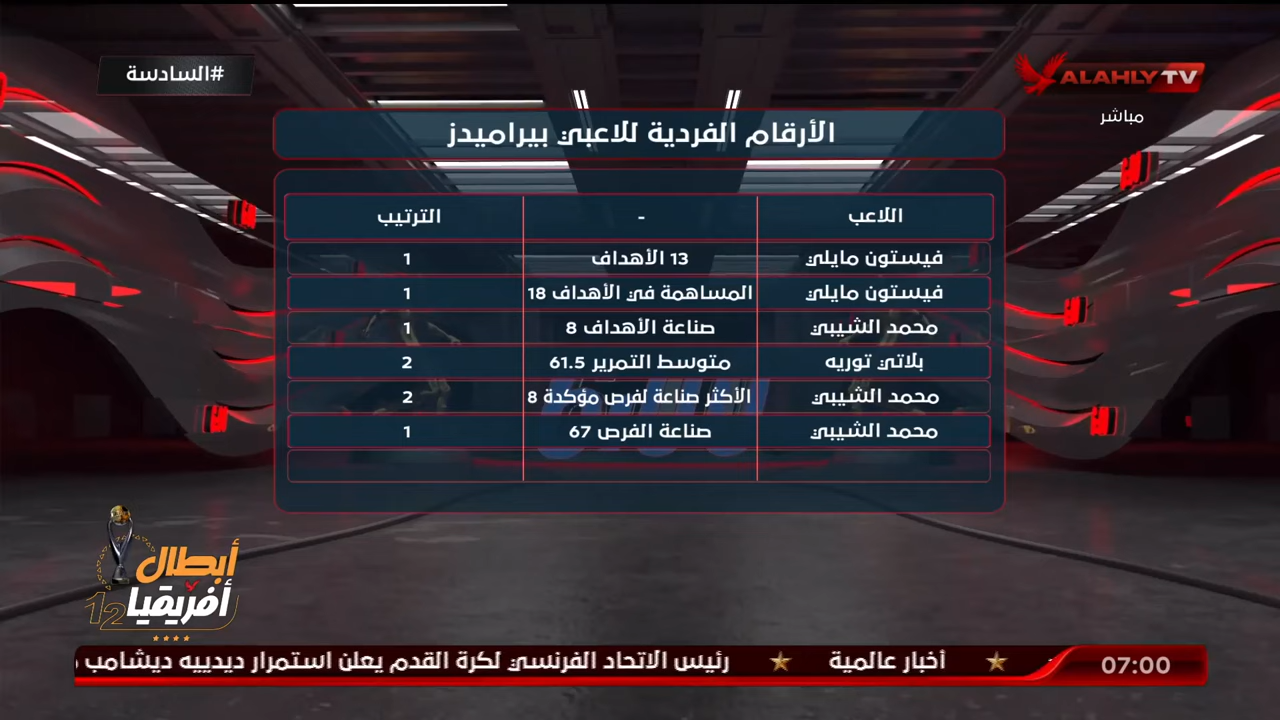 #السادسة
ALAHLY TV
مباشر
الأرقام الفردية للاعبي بيراميدز
اللاعب - الترتيب
فيستون مايلي 13 الأهداف 1
فيستون مايلي المساهمة في الأهداف 18 1
محمد الشيبي صناعة الأهداف 8 1
بلاتي توريه متوسط التمرير 61.5 2
محمد الشيبي الأكثر صناعة لفرص مؤكدة 8 2
محمد الشيبي صناعة الفرص 67 1
أبطال
أفريقيا
12
07:00
أخبار عالمية
رئيس الاتحاد الفرنسي لكرة القدم يعلن استمرار ديدييه ديشامب